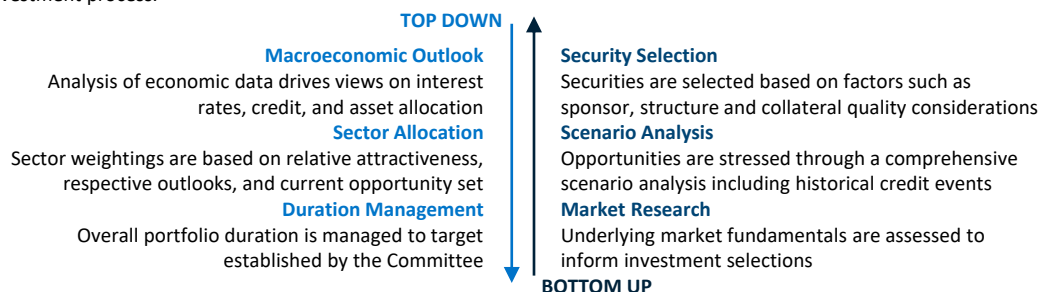 TOP DOWN
Macroeconomic Outlook
Analysis of economic data drives views on interest
rates, credit, and asset allocation
Sector Allocation
Sector weightings are based on relative attractiveness,
respective outlooks, and current opportunity set
Duration Management
Overall portfolio duration is managed to target
established by the Committee
Security Selection
Securities are selected based on factors such as
sponsor, structure and collateral quality considerations
Scenario Analysis
Opportunities are stressed through a comprehensive
scenario analysis including historical credit events
Market Research
Underlying market fundamentals are assessed to
inform investment selections
BOTTOM UP